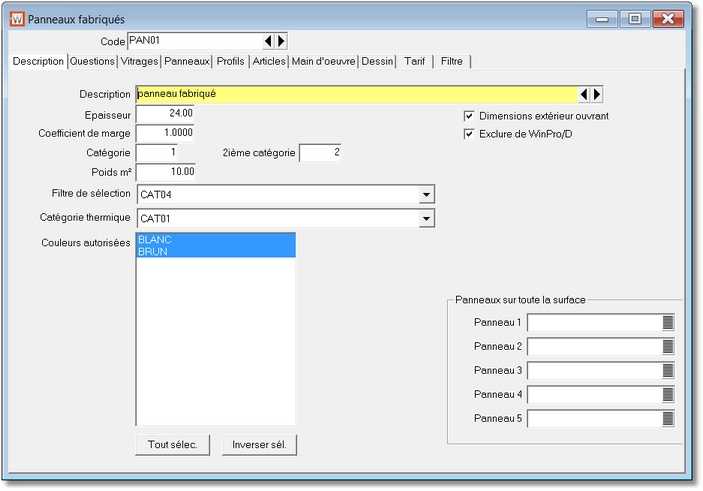 W Panneaux fabriqués
Code PAN01
Description Questions Vitrages Panneaux Profils Articles Main d'oeuvre Dessin Tarif Filtre
Description panneau fabriqué
Epaisseur 24.00
Dimensions extérieur ouvrant
Coefficient de marge 1.0000
Exclure de WinPro/D
Catégorie 1 2ième catégorie 2
Poids m² 10.00
Filtre de sélection CAT04
Catégorie thermique CAT01
Couleurs autorisées BLANC
BRUN
Panneaux sur toute la surface
Panneau 1
Panneau 2
Panneau 3
Panneau 4
Panneau 5
Tout sélec. Inverser sél.